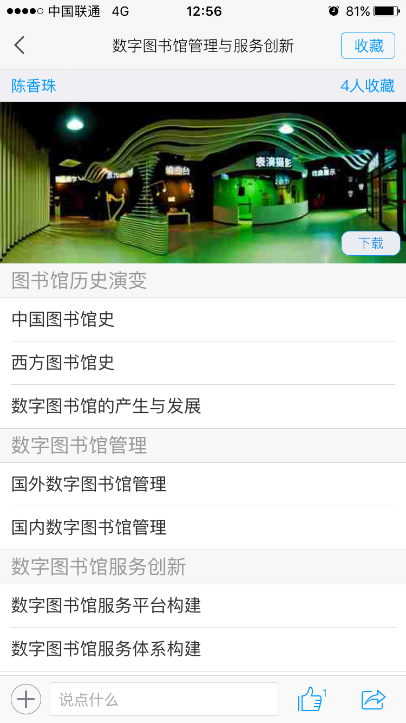 中国联通 4G 12:56 81%
数字图书馆管理与服务创新 收藏
陈香珠 4人收藏
表演摄影
下载
图书馆历史演变
中国图书馆史
西方图书馆史
数字图书馆的产生与发展
数字图书馆管理
国外数字图书馆管理
国内数字图书馆管理
数字图书馆服务创新
数字图书馆服务平台构建
数字图书馆服务体系构建
说点什么 1